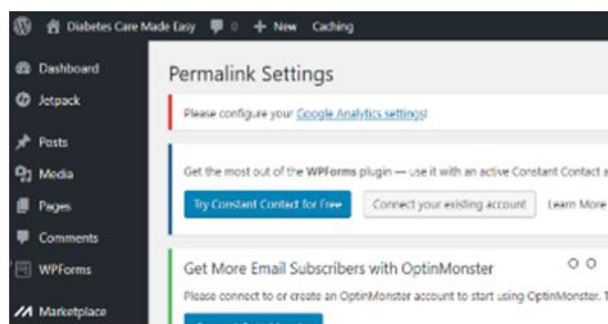 Diabetes Care Made Easy 0 + New Caching
Dashboard
Jetpack
Posts
Media
Pages
Comments
WPForms
Marketplace
Permalink Settings
Please configure your Google Analytics settings!
Get the most out of the WPForms plugin — use it with an active Constant Contact a
Try Constant Contact for Free Connect your existing account Learn More
Get More Email Subscribers with OptinMonster
Please connect to or create an OptinMonster account to start using OptinMonster. T